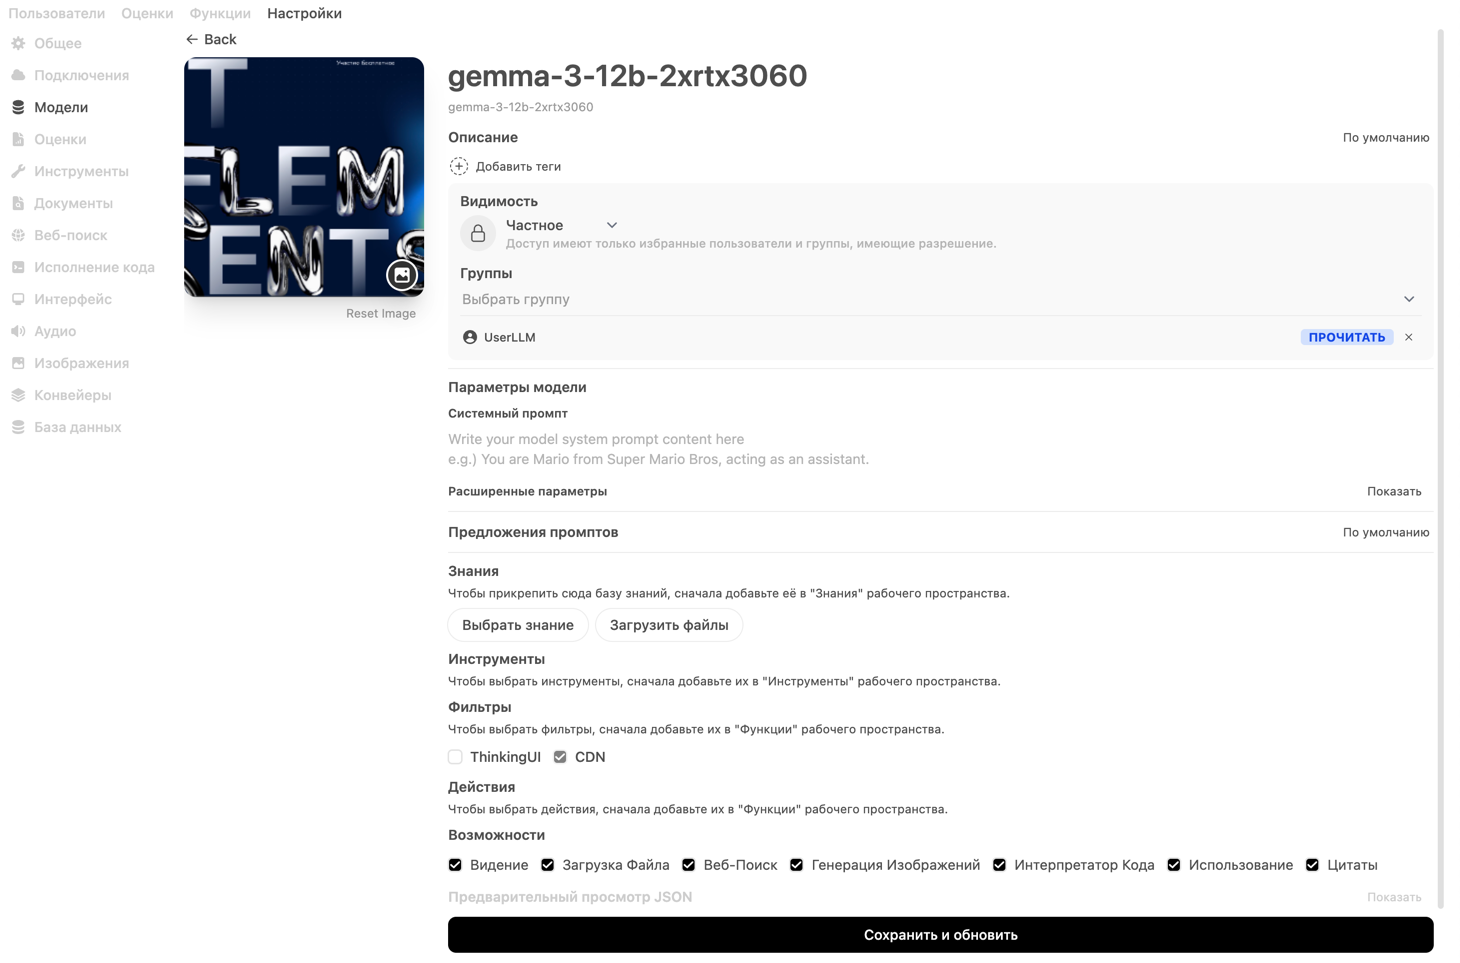 Пользователи Оценки Функции Настройки
Общее
Подключения
Модели
Оценки
Инструменты
Документы
Веб-поиск
Исполнение кода
Интерфейс
Аудио
Изображения
Конвейеры
База данных
Back
Участие бесплатное
T
ELEM
ENTS
Reset Image
gemma-3-12b-2xrtx3060
gemma-3-12b-2xrtx3060
Описание По умолчанию
Добавить теги
Видимость
Частное
Доступ имеют только избранные пользователи и группы, имеющие разрешение.
Группы
Выбрать группу
UserLLM ПРОЧИТАТЬ
Параметры модели
Системный промпт
Write your model system prompt content here
e.g.) You are Mario from Super Mario Bros, acting as an assistant.
Расширенные параметры Показать
Предложения промптов По умолчанию
Знания
Чтобы прикрепить сюда базу знаний, сначала добавьте её в "Знания" рабочего пространства.
Выбрать знание Загрузить файлы
Инструменты
Чтобы выбрать инструменты, сначала добавьте их в "Инструменты" рабочего пространства.
Фильтры
Чтобы выбрать фильтры, сначала добавьте их в "Функции" рабочего пространства.
ThinkingUI CDN
Действия
Чтобы выбрать действия, сначала добавьте их в "Функции" рабочего пространства.
Возможности
Видение Загрузка Файла Веб-Поиск Генерация Изображений Интерпретатор Кода Использование Цитаты
Предварительный просмотр JSON Показать
Сохранить и обновить